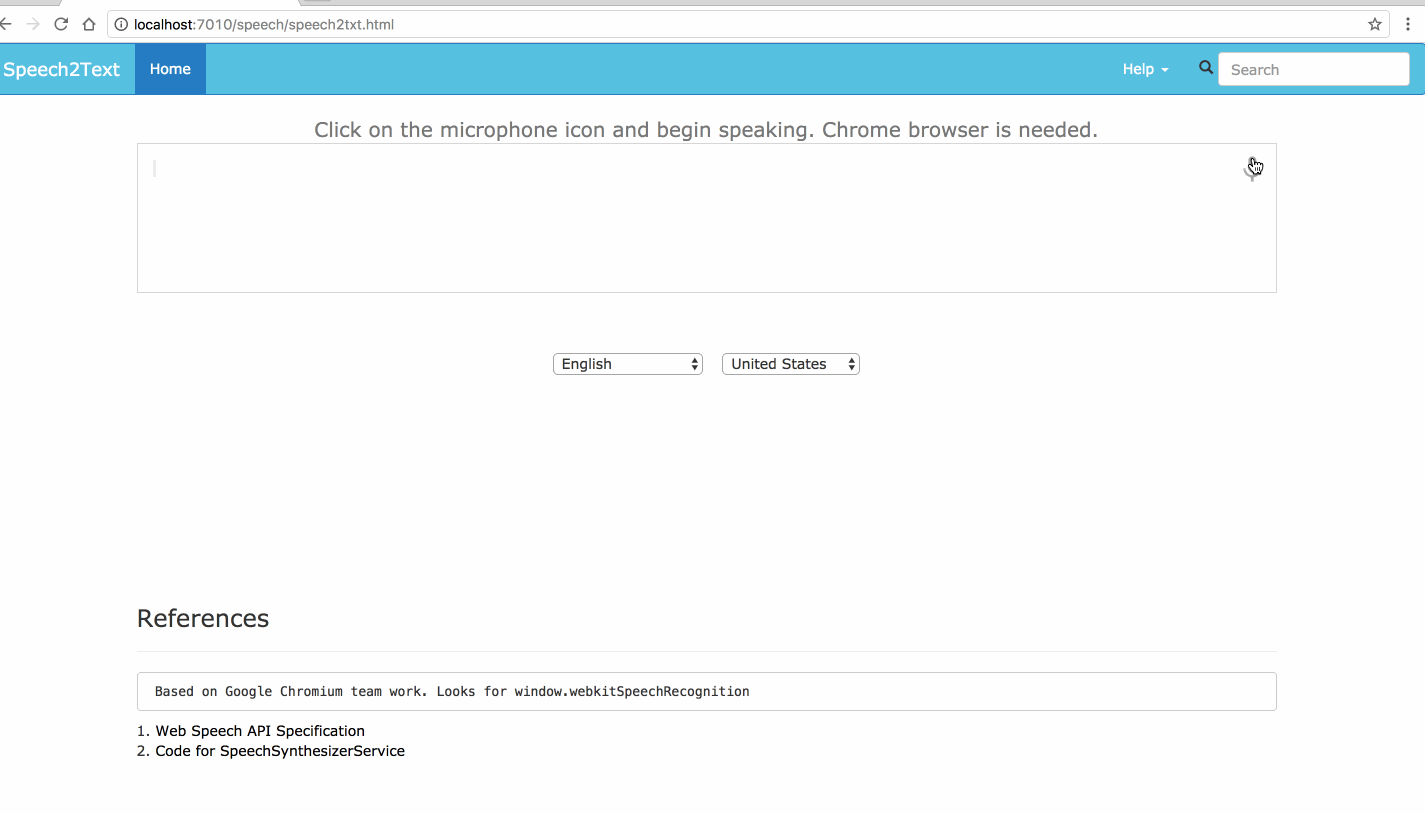 localhost:7010/speech/speech2txt.html
Speech2Text Home Help Search
Click on the microphone icon and begin speaking. Chrome browser is needed.
English United States
References
Based on Google Chromium team work. Looks for window.webkitSpeechRecognition
1. Web Speech API Specification
2. Code for SpeechSynthesizerService